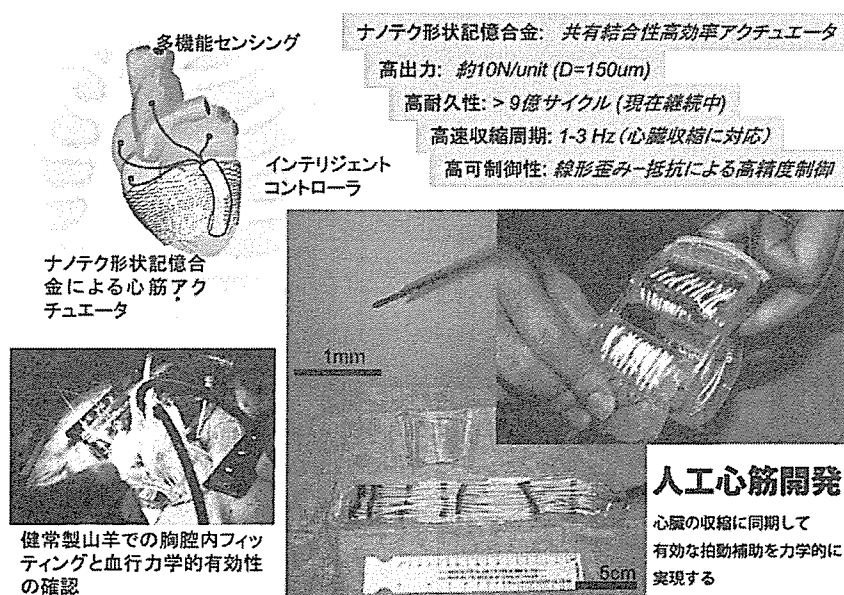 多機能センシング
ナノテク形状記憶合金: 共有結合性高効率アクチュエータ
高出力: 約10N/unit (D=150um)
高耐久性: > 9億サイクル (現在継続中)
高速収縮周期: 1-3 Hz (心臓収縮に対応)
高可制御性: 線形歪みー抵抗による高精度制御
インテリジェント
コントローラ
ナノテク形状記憶合
金による心筋アク
チュエータ
1mm
5cm
健常製山羊での胸腔内フィッ
ティングと血行力学的有効性
の確認
人工心筋開発
心臓の収縮に同期して
有効な拍動補助を力学的に
実現する